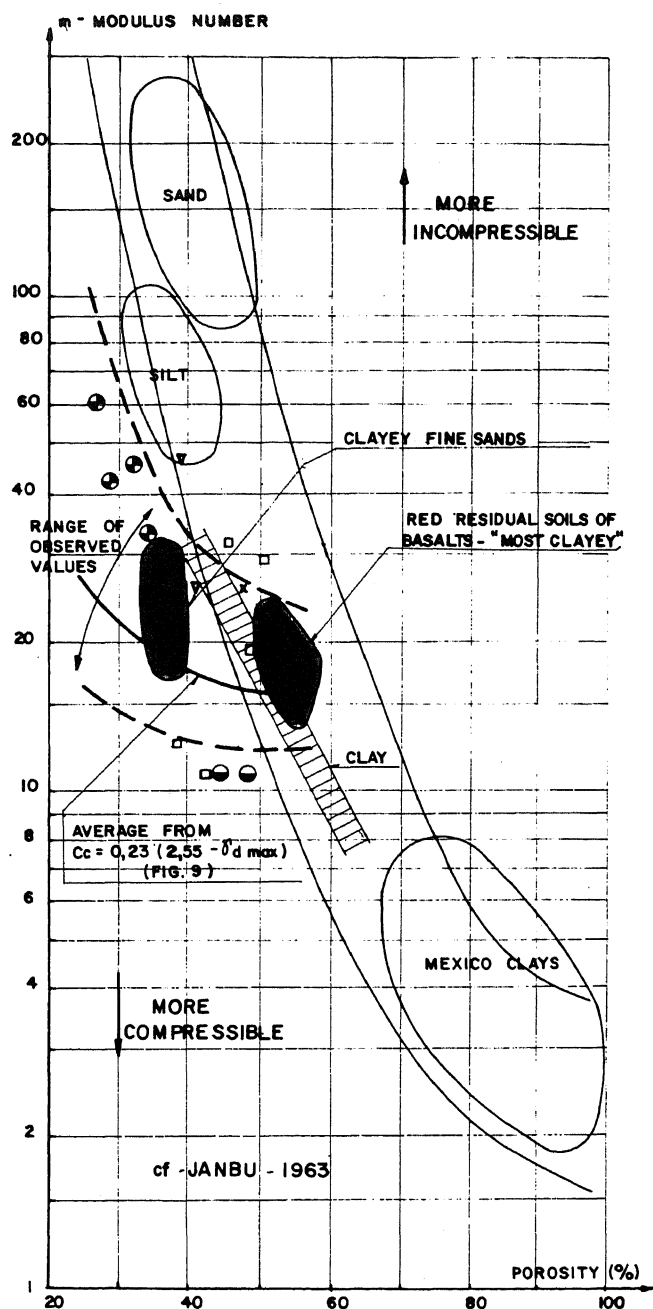 m - MODULUS NUMBER
200
SAND
MORE
INCOMPRESSIBLE
100
80
SILT
60
CLAYEY FINE SANDS
40
RANGE OF
OBSERVED
VALUES
RED RESIDUAL SOILS OF
BASALTS - "MOST CLAYEY"
20
CLAY
10
AVERAGE FROM
Cc = 0,23 (2,55 - γd max)
(FIG. 9)
8
6
MEXICO CLAYS
4
MORE
COMPRESSIBLE
2
cf - JANBU - 1963
POROSITY (%)
1
20 40 60 80 100